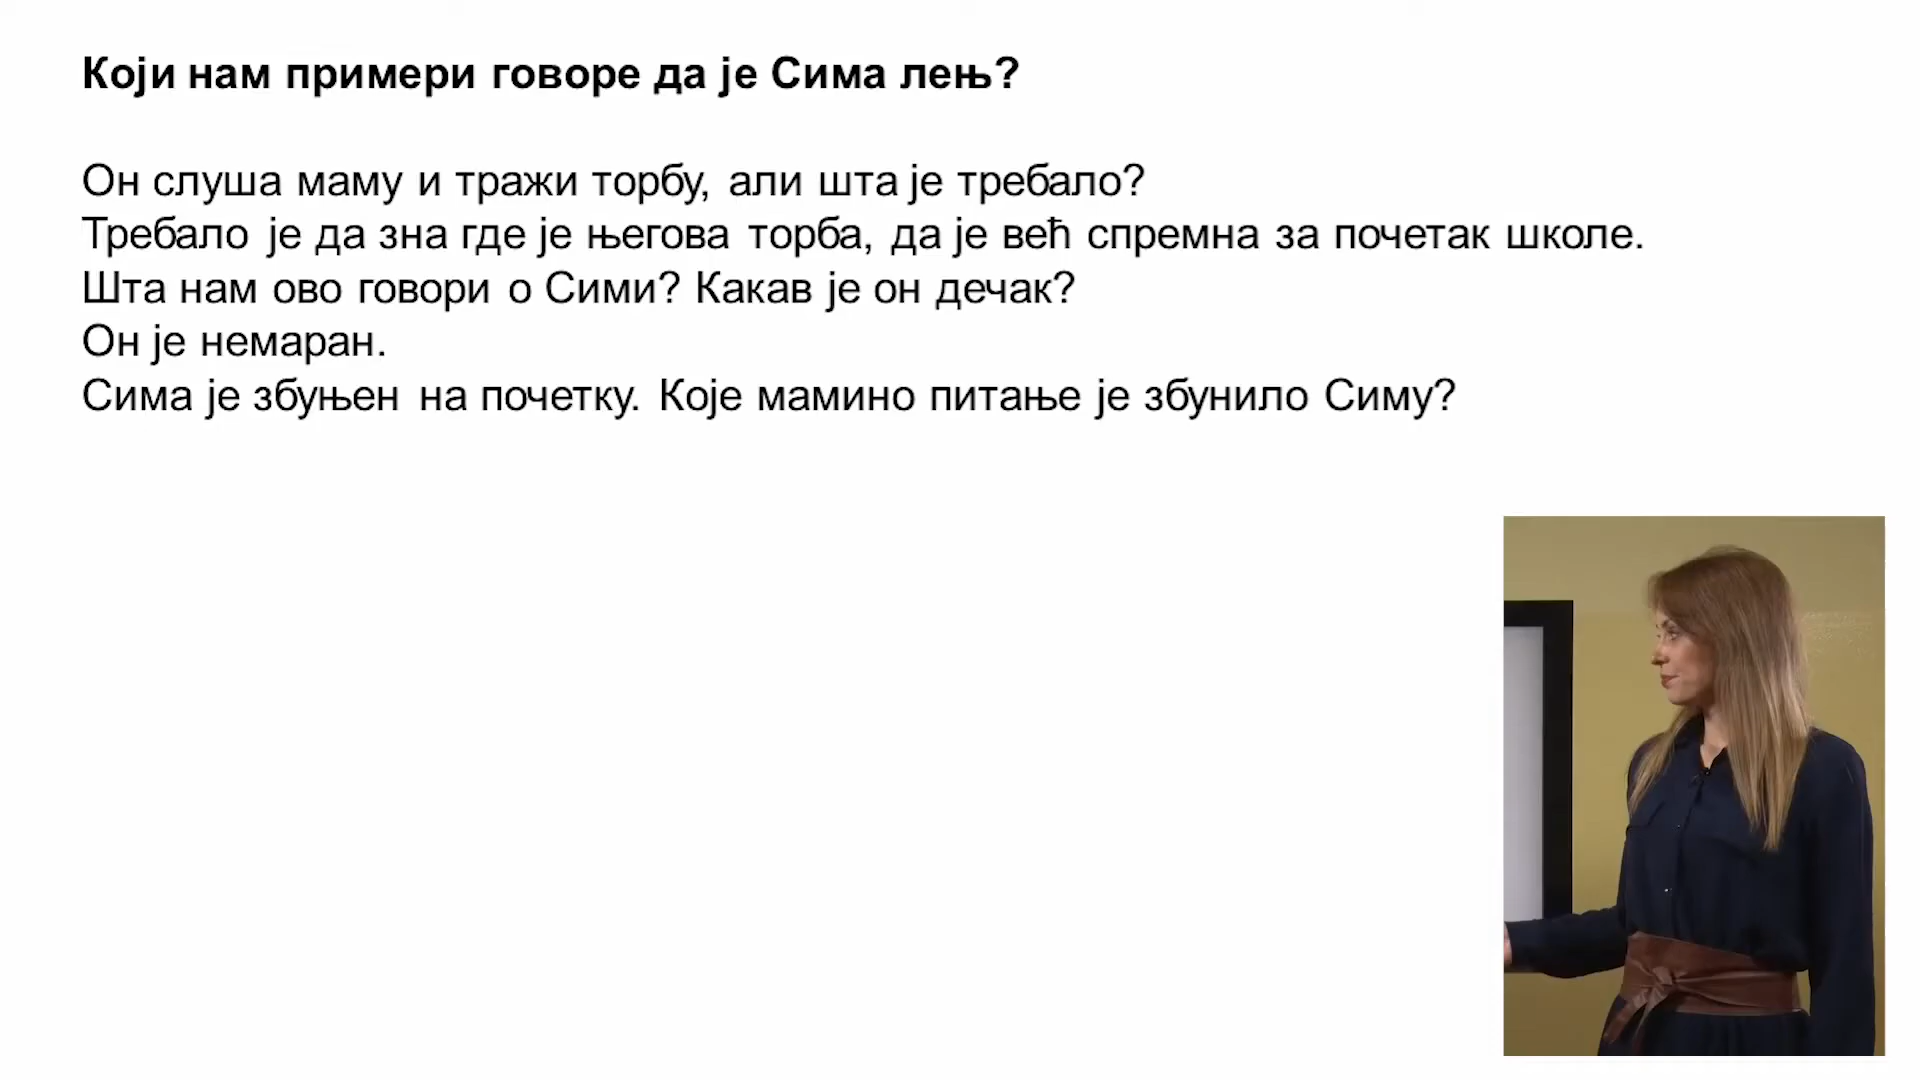 Који нам примери говоре да је Сима лењ?
Он слуша маму и тражи торбу, али шта је требало?
Требало је да зна где је његова торба, да је већ спремна за почетак школе.
Шта нам ово говори о Сими? Какав је он дечак?
Он је немаран.
Сима је збуњен на почетку. Које мамино питање је збунило Симу?